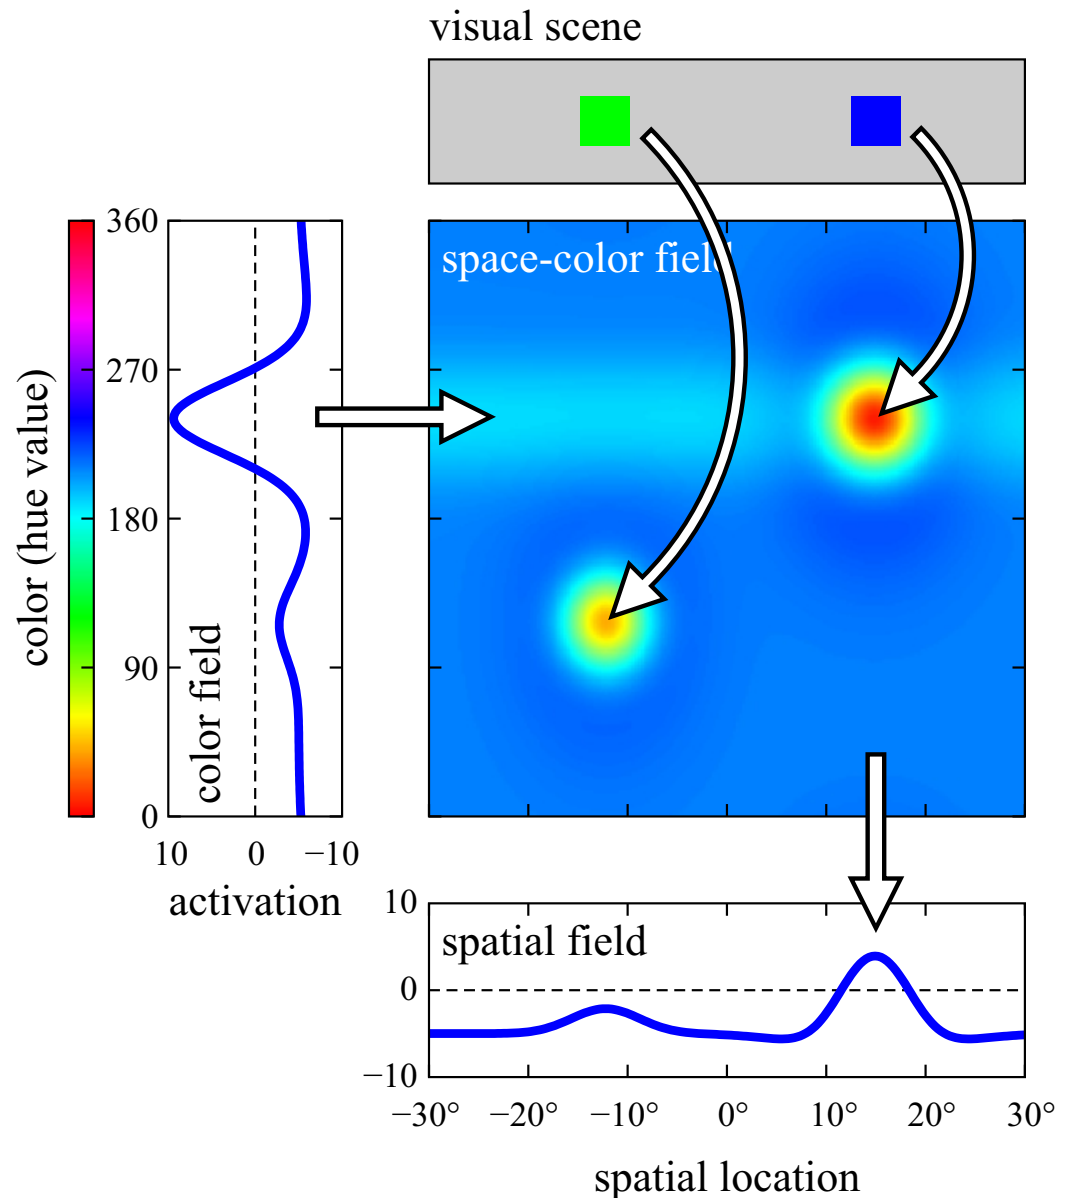 visual scene
space-color field
360
270
180
90
0
color (hue value)
color field
10 0 −10
activation
spatial field
10
0
−10
−30° −20° −10° 0° 10° 20° 30°
spatial location